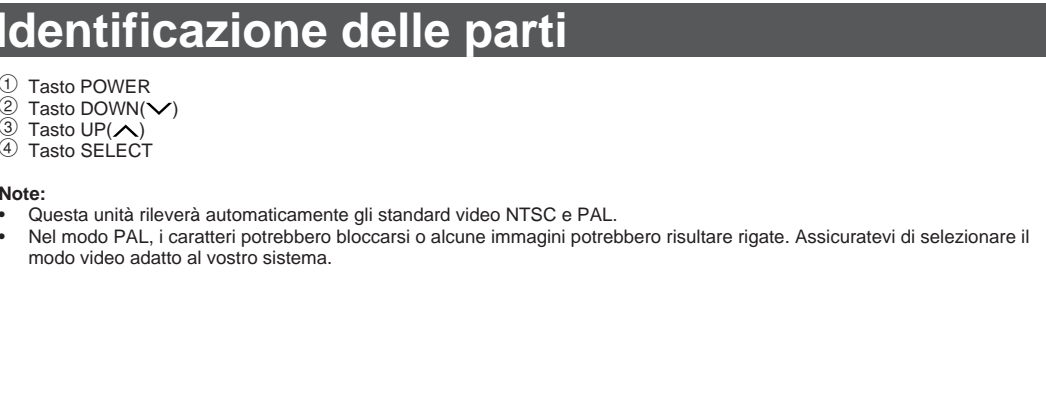 Identificazione delle parti
① Tasto POWER
② Tasto DOWN(﹀)
③ Tasto UP(︿)
④ Tasto SELECT
Note:
• Questa unità rileverà automaticamente gli standard video NTSC e PAL.
• Nel modo PAL, i caratteri potrebbero bloccarsi o alcune immagini potrebbero risultare rigate. Assicuratevi di selezionare il
modo video adatto al vostro sistema.